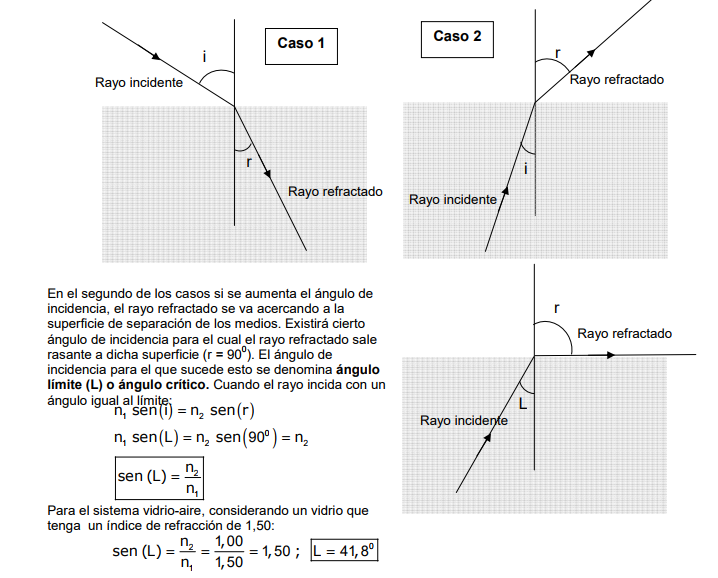 Caso 1
i
Rayo incidente
r
Rayo refractado
Caso 2
r
Rayo refractado
i
Rayo incidente
r
Rayo refractado
L
Rayo incidente
En el segundo de los casos si se aumenta el ángulo de
incidencia, el rayo refractado se va acercando a la
superficie de separación de los medios. Existirá cierto
ángulo de incidencia para el cual el rayo refractado sale
rasante a dicha superficie (r = 90⁰). El ángulo de
incidencia para el que sucede esto se denomina ángulo
límite (L) o ángulo crítico. Cuando el rayo incida con un
ángulo igual al límite:
n₁ sen(i) = n₂ sen(r)
n₁ sen(L) = n₂ sen(90⁰) = n₂
sen (L) = n₂/n₁
Para el sistema vidrio-aire, considerando un vidrio que
tenga un índice de refracción de 1,50:
sen (L) = n₂/n₁ = 1,00/1,50 = 1,50 ; L = 41,8⁰